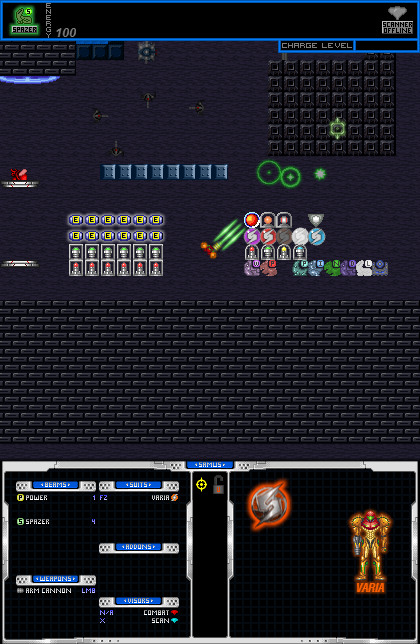 S
SPAZER
ENERGY
100
SCANNER
OFFLINE
CHARGE LEVEL
E E E E E E
E E E E E E
W P P I N D L
SAMUS
BEAMS
SUITS
P POWER 1
FZ VARIA
S SPAZER 4
ADDONS
WEAPONS
ARM CANNON LMB
VISORS
N/A COMBAT
X SCAN
VARIA